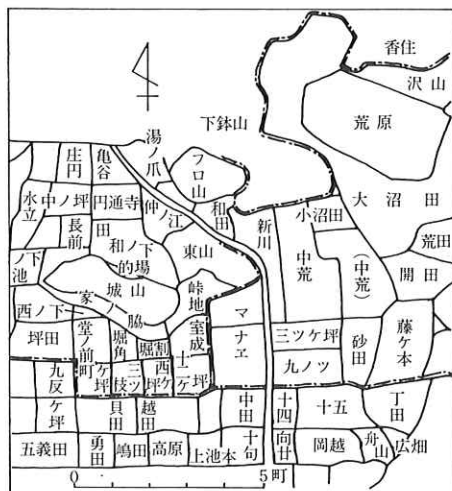 香住
沢山
荒原
下鉢山
湯ノ爪
フロ山
庄円
亀谷
水立
中ノ坪
円通寺
仲ノ江
和田
新川
小沼田
大沼田
荒田
長前
田
和ノ下
的場
東山
中荒
(中荒)
開田
ノ下池
城山
家ノ脇
峠地
西ノ下
坪田
堂ノ前
町
ケ坪
堀角
堀割
三ツ枝
西ケ坪
室成
十一ケ坪
マナヱ
三ツケ坪
九ノツ
砂田
藤ケ本
九反
ケ坪
貝田
越田
中田
十四
十五
丁田
五義田
勇田
嶋田
高原
上池本
十旬
向廿
岡越
舟山
広畑
0
5町